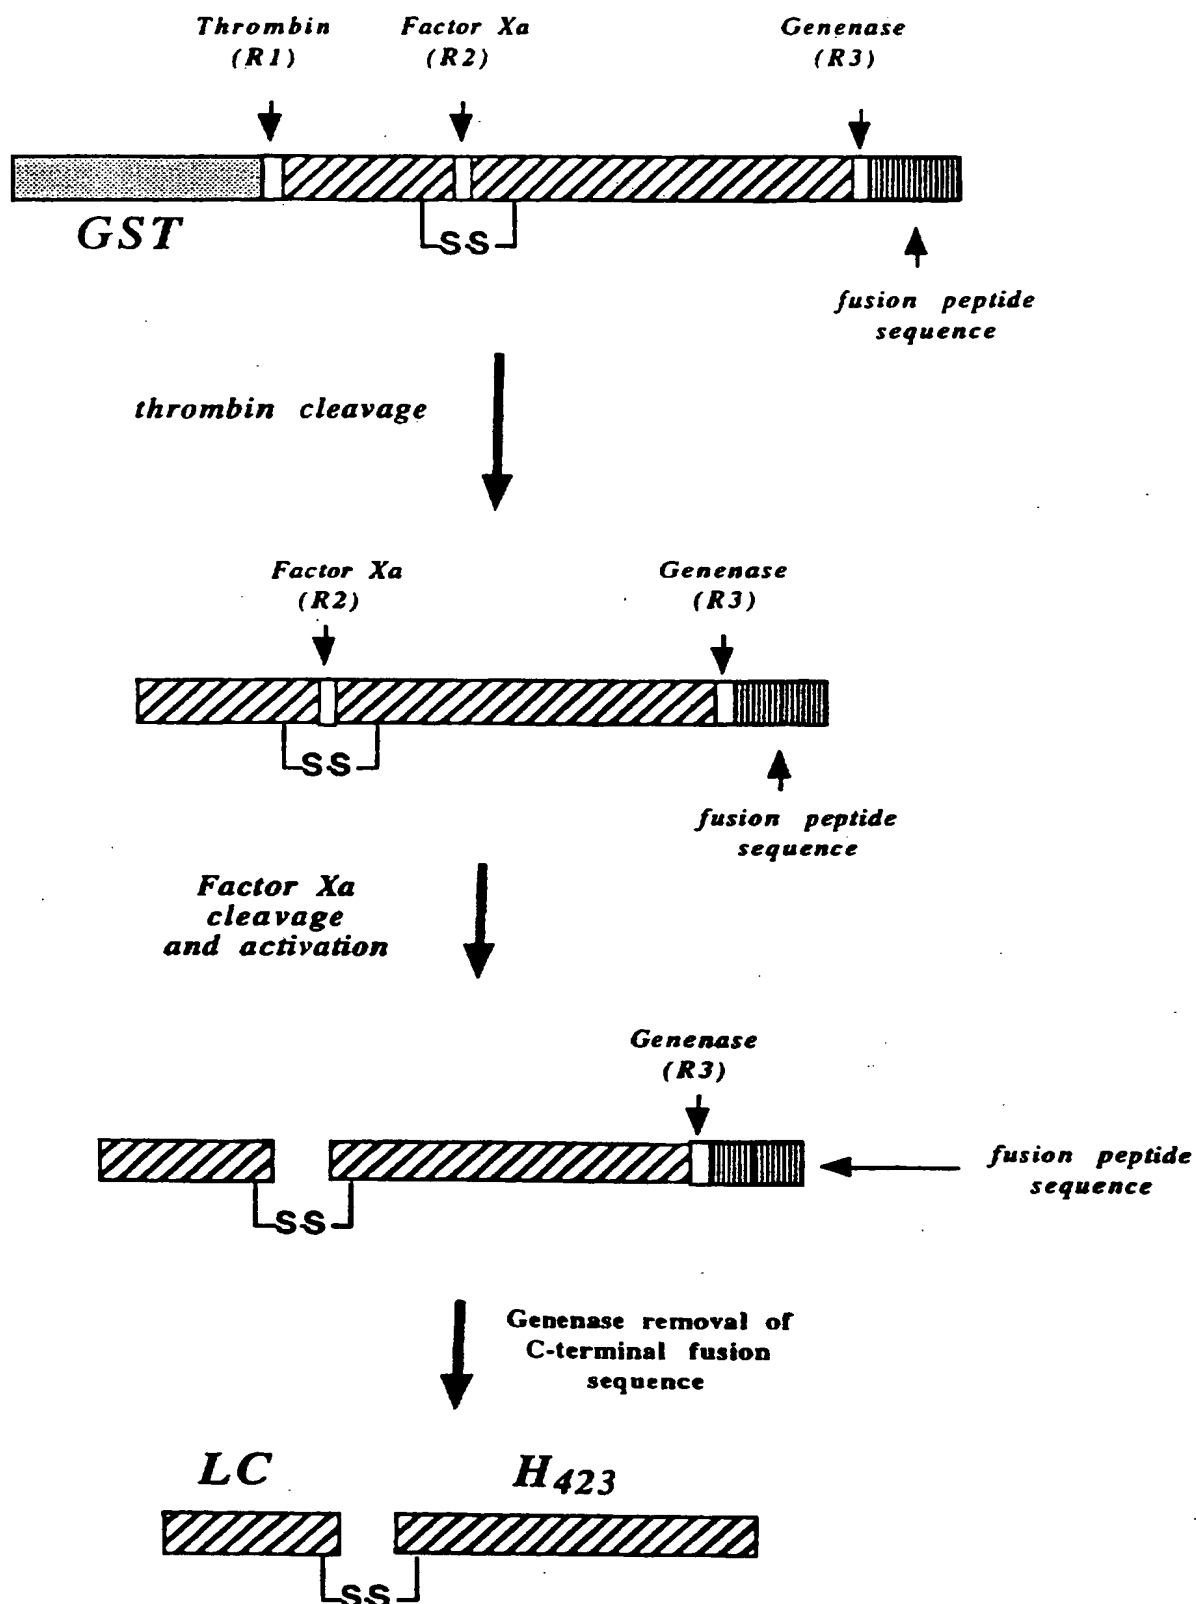 Thrombin
(R1)
Factor Xa
(R2)
Genenase
(R3)
GST
SS
fusion peptide
sequence
thrombin cleavage
Factor Xa
(R2)
Genenase
(R3)
SS
fusion peptide
sequence
Factor Xa
cleavage
and activation
Genenase
(R3)
fusion peptide
sequence
SS
Genenase removal of
C-terminal fusion
sequence
LC
H423
SS